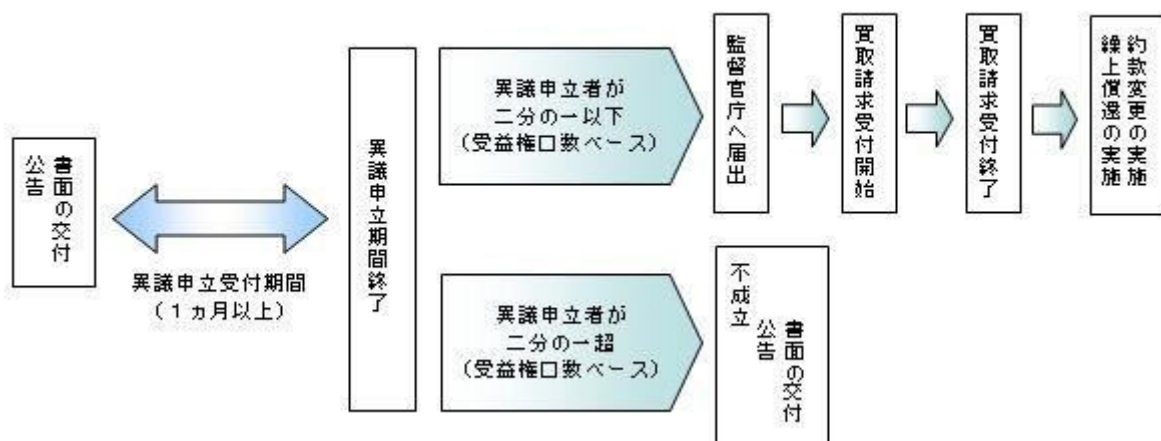 書面の交付
公告
異議申立受付期間
（１ヵ月以上）
異議申立期間終了
異議申立者が
二分の一以下
（受益権口数ベース）
監督官庁へ届出
買取請求受付開始
買取請求受付終了
約款変更の実施
繰上償還の実施
異議申立者が
二分の一超
（受益権口数ベース）
不成立
書面の交付
公告